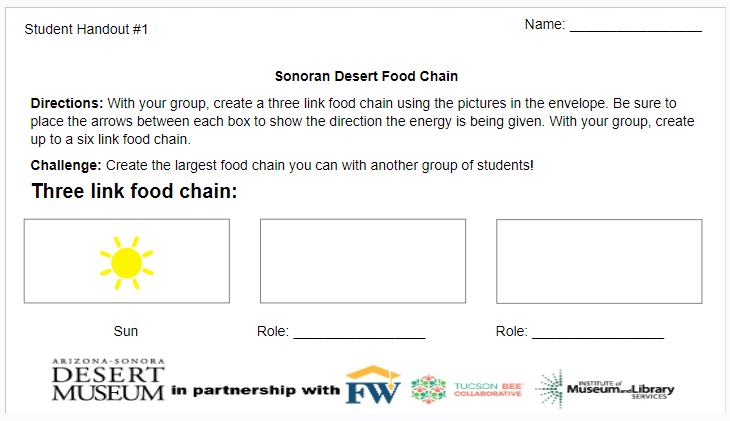 Student Handout #1
Name: _________________
Sonoran Desert Food Chain
Directions: With your group, create a three link food chain using the pictures in the envelope. Be sure to
place the arrows between each box to show the direction the energy is being given. With your group, create
up to a six link food chain.
Challenge: Create the largest food chain you can with another group of students!
Three link food chain:
Sun
Role: _________________
Role: _________________
ARIZONA-SONORA
DESERT
MUSEUM
in partnership with
FW
TUCSON BEE
COLLABORATIVE
INSTITUTE of
Museum and Library
SERVICES